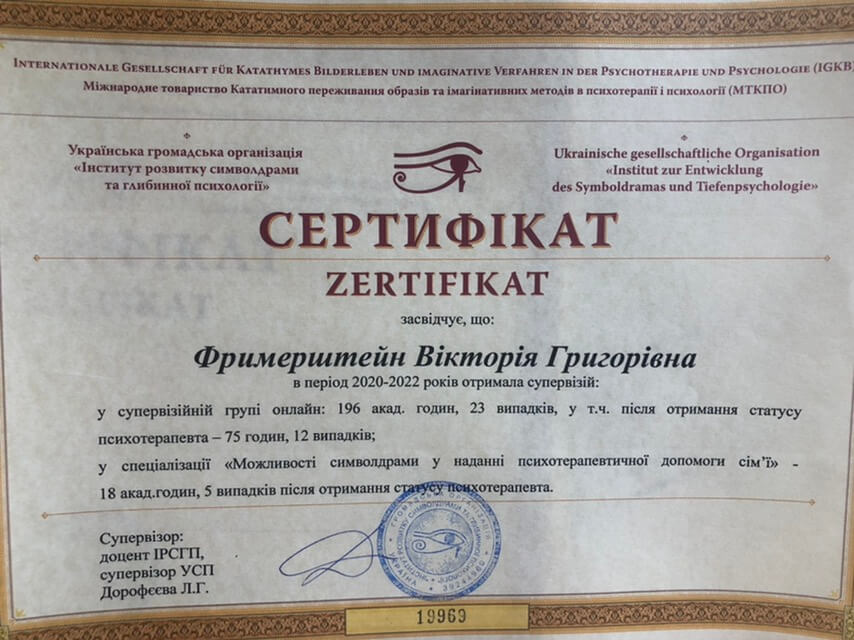 INTERNATIONALE GESELLSCHAFT FÜR KATATHYMES BILDERLEBEN UND IMAGINATIVE VERFAHREN IN DER PSYCHOTHERAPIE UND PSYCHOLOGIE (IGKB
Міжнародне товариство Кататимного переживання образів та імагінативних методів в психотерапії і психології (МТКПО)
Українська громадська організація
«Інститут розвитку символдрами
та глибинної психології»
Ukrainische gesellschaftliche Organisation
«Institut zur Entwicklung
des Symboldramas und Tiefenpsychologie»
СЕРТИФІКАТ
ZERTIFIKAT
засвідчує, що:
Фримерштейн Вікторія Григорівна
в період 2020-2022 років отримала супервізій:
у супервізійній групі онлайн: 196 акад. годин, 23 випадків, у т.ч. після отримання статусу
психотерапевта – 75 годин, 12 випадків;
у спеціалізації «Можливості символдрами у наданні психотерапевтичної допомоги сім’ї» -
18 акад.годин, 5 випадків після отримання статусу психотерапевта.
Супервізор:
доцент ІРСГП,
супервізор УСП
Дорофєєва Л.Г.
19969